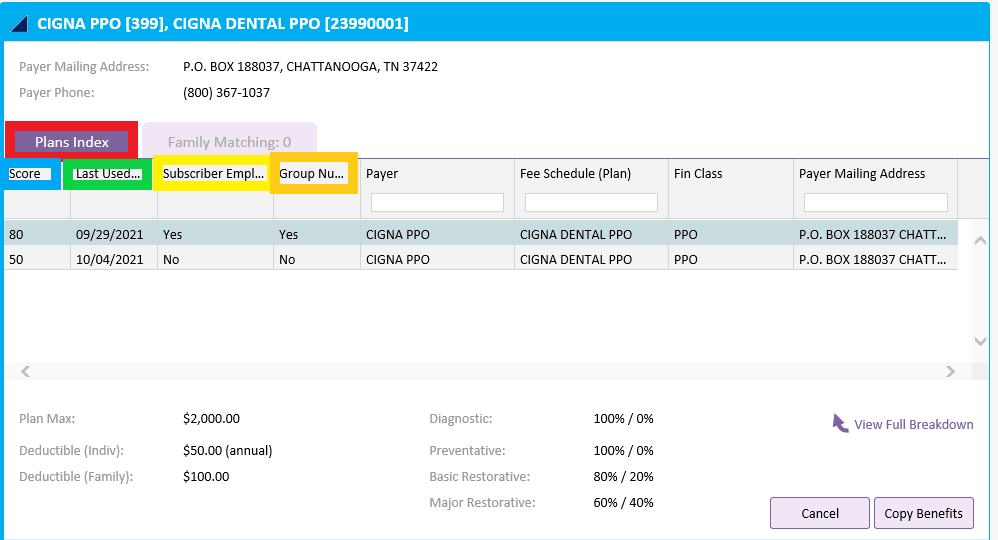 CIGNA PPO [399], CIGNA DENTAL PPO [23990001]
Payer Mailing Address: P.O. BOX 188037, CHATTANOOGA, TN 37422
Payer Phone: (800) 367-1037
Plans Index Family Matching: 0
Score Last Used... Subscriber Empl... Group Nu... Payer Fee Schedule (Plan) Fin Class Payer Mailing Address
80 09/29/2021 Yes Yes CIGNA PPO CIGNA DENTAL PPO PPO P.O. BOX 188037 CHATT...
50 10/04/2021 No No CIGNA PPO CIGNA DENTAL PPO PPO P.O. BOX 188037 CHATT...
Plan Max: $2,000.00 Diagnostic: 100% / 0%
View Full Breakdown
Deductible (Indiv): $50.00 (annual) Preventative: 100% / 0%
Deductible (Family): $100.00 Basic Restorative: 80% / 20%
Major Restorative: 60% / 40%
Cancel Copy Benefits